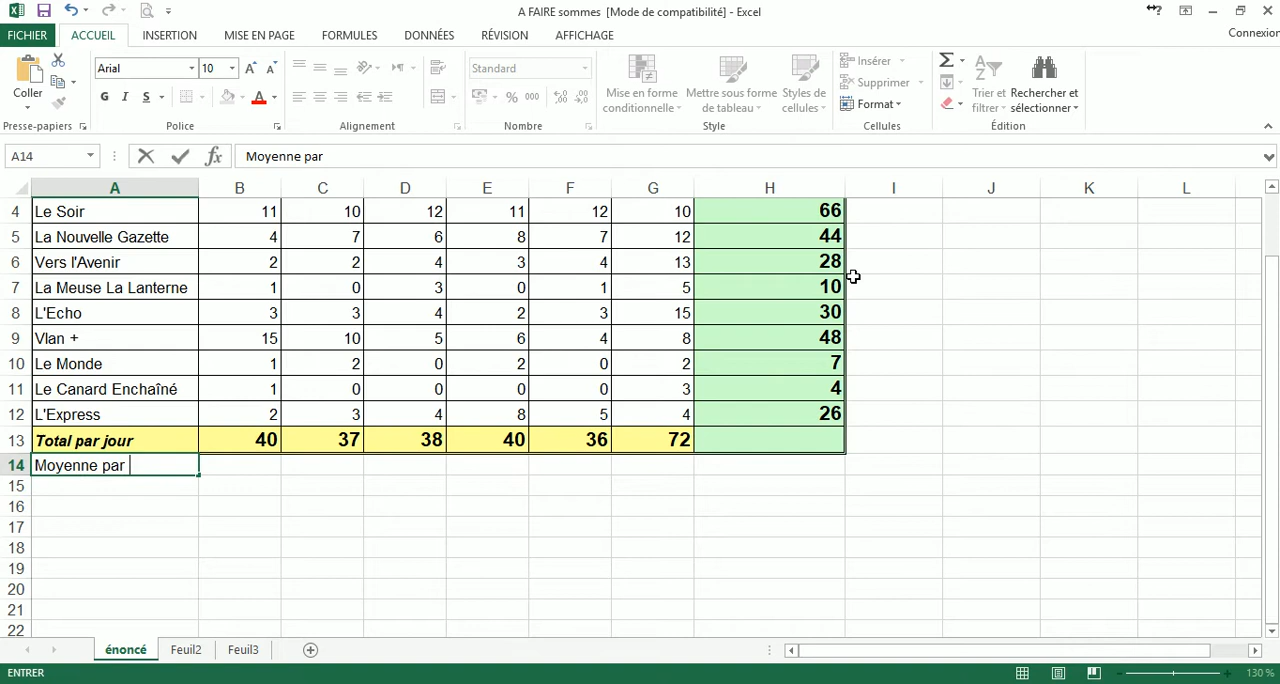 A FAIRE sommes [Mode de compatibilité] - Excel
FICHIER ACCUEIL INSERTION MISE EN PAGE FORMULES DONNÉES RÉVISION AFFICHAGE Connexion
Arial 10 Standard Insérer
Coller G I S % 000 Mise en forme Mettre sous forme Styles de Supprimer Trier et Rechercher et
conditionnelle de tableau cellules Format filtrer sélectionner
Presse-papiers Police Alignement Nombre Style Cellules Édition
A14 fx Moyenne par
A B C D E F G H I J K L
4 Le Soir 11 10 12 11 12 10 66
5 La Nouvelle Gazette 4 7 6 8 7 12 44
6 Vers l'Avenir 2 2 4 3 4 13 28
7 La Meuse La Lanterne 1 0 3 0 1 5 10
8 L'Echo 3 3 4 2 3 15 30
9 Vlan + 15 10 5 6 4 8 48
10 Le Monde 1 2 0 2 0 2 7
11 Le Canard Enchaîné 1 0 0 0 0 3 4
12 L'Express 2 3 4 8 5 4 26
13 Total par jour 40 37 38 40 36 72
14 Moyenne par
15
16
17
18
19
20
21
22
énoncé Feuil2 Feuil3
ENTRER 130 %